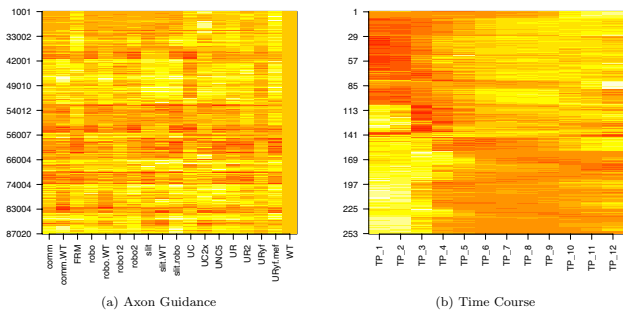 1001
33002
42001
49010
54012
56007
66004
74004
83004
87020
comm
comm.WT
FRM
robo
robo.WT
robo12
robo2
slit
slit.WT
slit.robo
UC
UC2x
UNC5
UR
UR2
URyf
URyf.mef
WT
(a) Axon Guidance
1
29
57
85
113
141
169
197
225
253
TP_1
TP_2
TP_3
TP_4
TP_5
TP_6
TP_7
TP_8
TP_9
TP_10
TP_11
TP_12
(b) Time Course